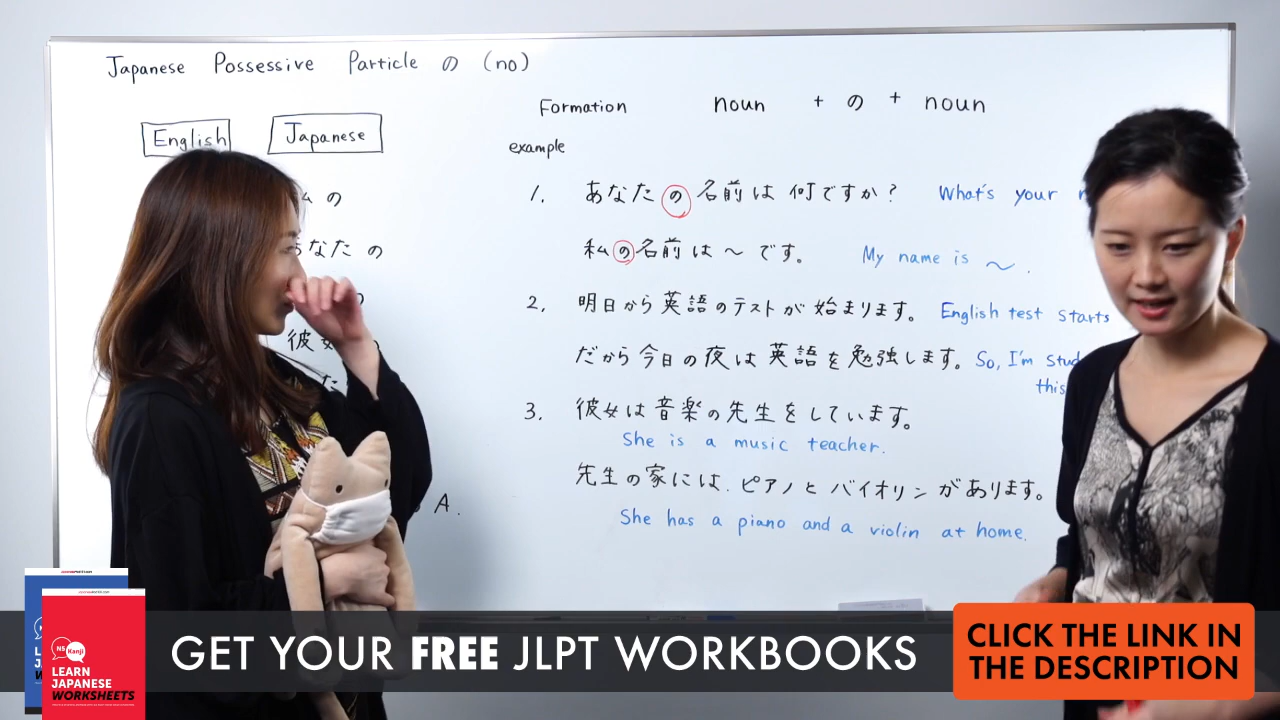 Japanese Possessive Particle の (no)
Formation noun + の + noun
English Japanese
example
の
1. あなたの名前は何ですか? What's your
なたの
私の名前は〜です。 My name is 〜.
2. 明日から英語のテストが始まります。 English test starts
彼
だから今日の夜は英語を勉強します。 So, I'm
this
た
3. 彼女は音楽の先生をしています。
She is a music teacher.
先生の家には、ピアノとバイオリンがあります。
A.
She has a piano and a violin at home.
NS Kanji
LEARN
JAPANESE
WORKSHEETS
GET YOUR FREE JLPT WORKBOOKS
CLICK THE LINK IN
THE DESCRIPTION